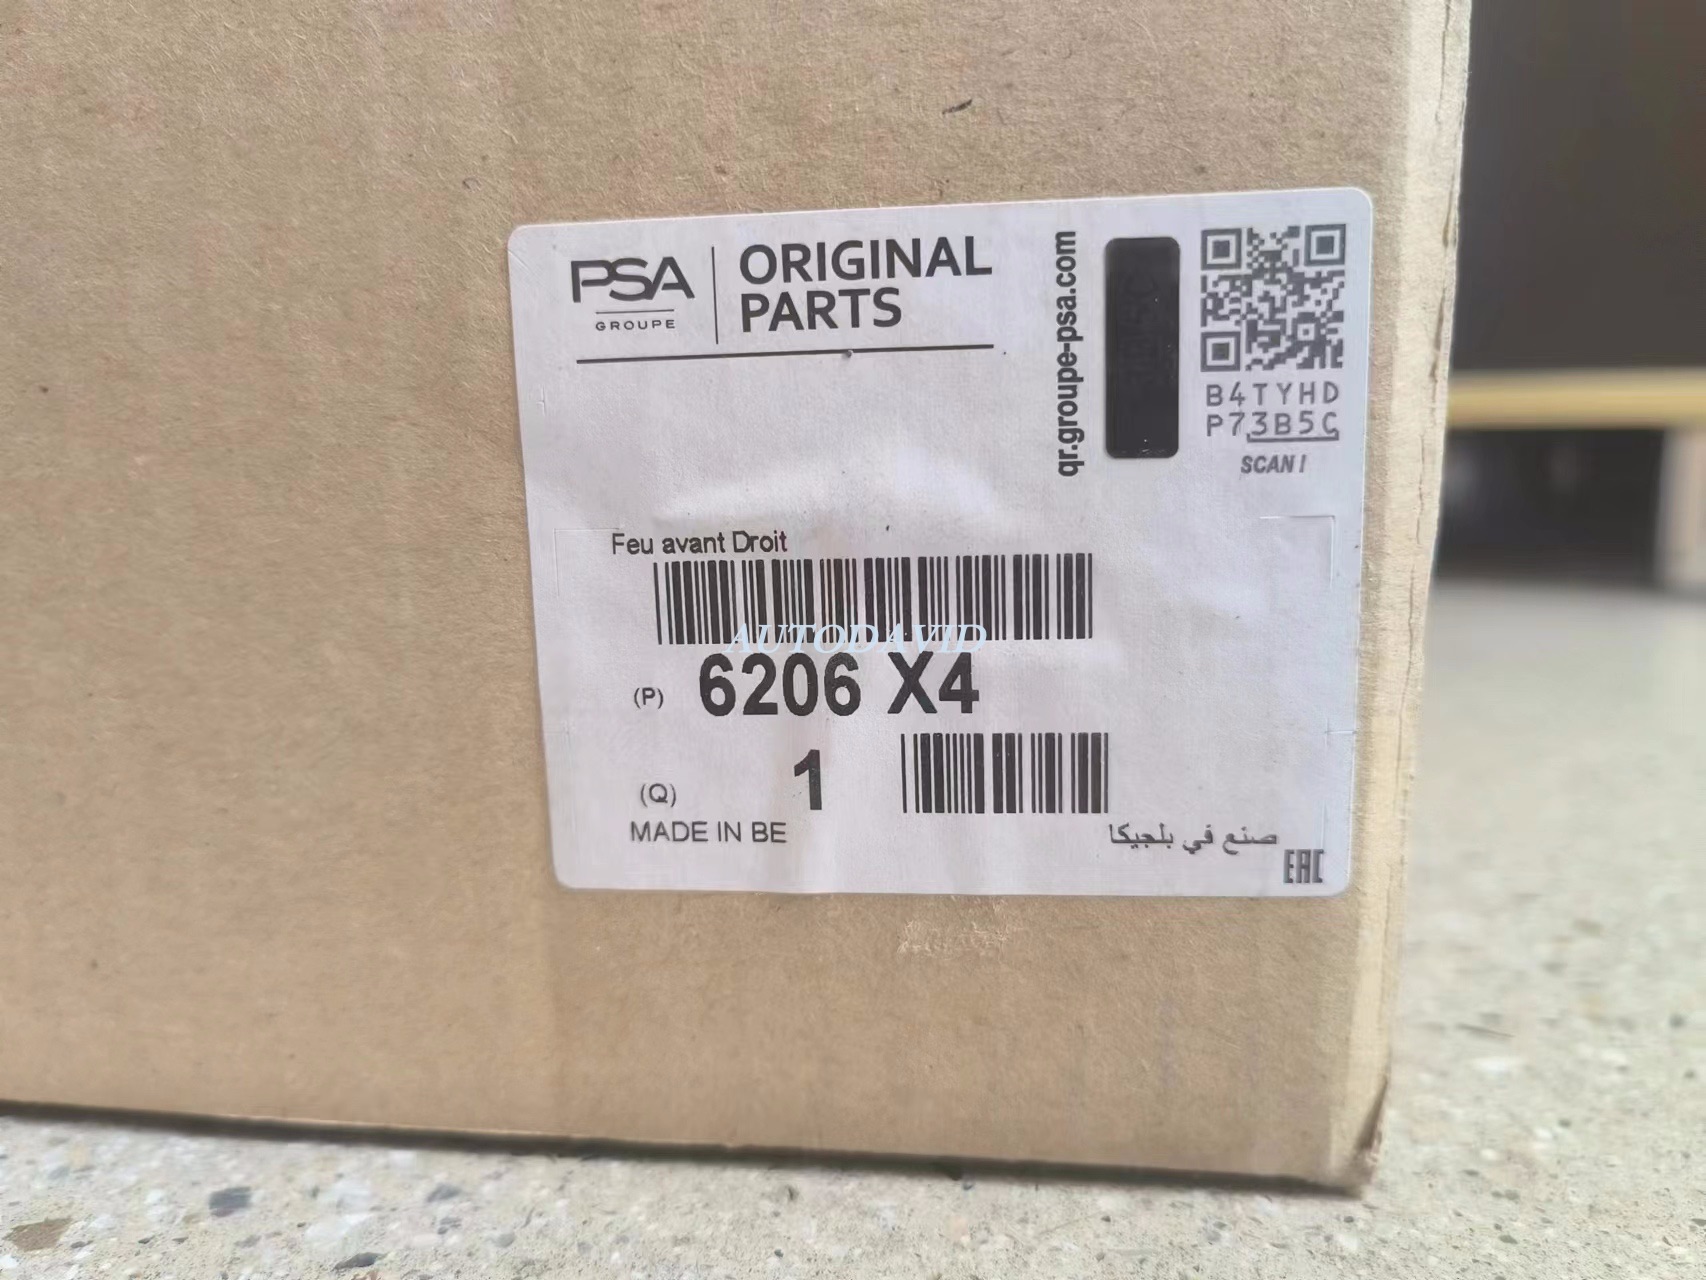 PSA
GROUPE
ORIGINAL
PARTS
qr.groupe-psa.com
B4TYHD
P73B5C
SCAN!
Feu avant Droit
AUTODAVID
(P) 6206 X4
(Q) 1
MADE IN BE
صنع في بلجيكا
EAC